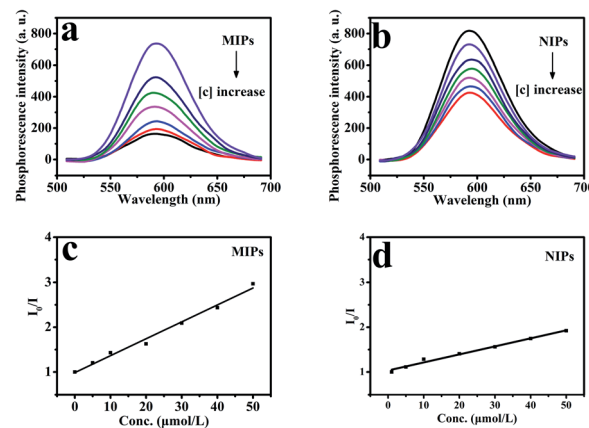 a
MIPs
[c] increase
Phosphorescence intensity (a. u.)
800
600
400
200
0
500 550 600 650 700
Wavelength (nm)
b
NIPs
[c] increase
Phosphorescence intensity (a. u.)
800
600
400
200
0
500 550 600 650 700
Wavelength (nm)
c
MIPs
I0/I
4
3
2
1
0 10 20 30 40 50
Conc. (µmol/L)
d
NIPs
I0/I
4
3
2
1
0 10 20 30 40 50
Conc. (µmol/L)